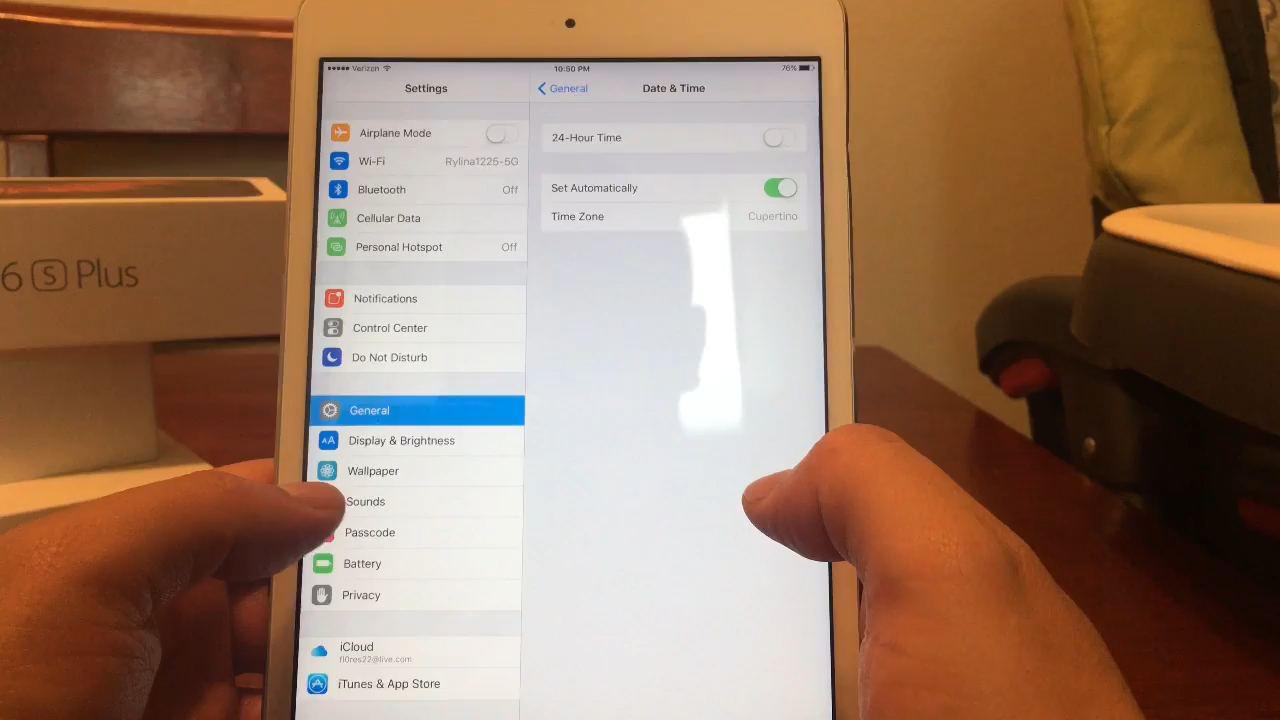 Verizon
10:50 PM
76%
Settings
General
Date & Time
Airplane Mode
Wi-Fi
Rylina1225-5G
Bluetooth
Off
Cellular Data
Personal Hotspot
Off
Notifications
Control Center
Do Not Disturb
General
AA Display & Brightness
Wallpaper
Sounds
Passcode
Battery
Privacy
iCloud
fl0res22@live.com
iTunes & App Store
24-Hour Time
Set Automatically
Time Zone
Cupertino
6 S Plus